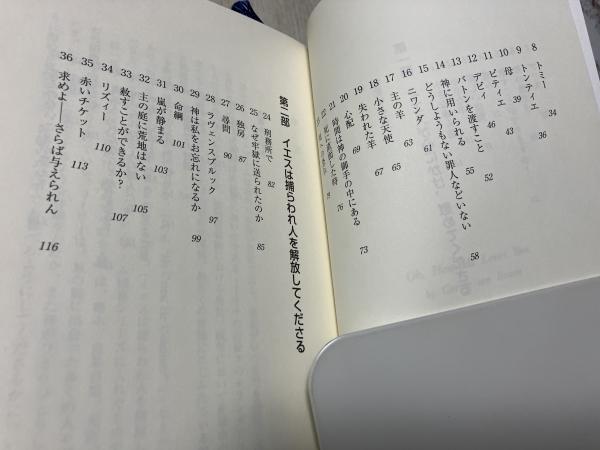 8 トミー 34
9 トンティエ 36
10 母 39
11 ピティエ 43
12 デビィ 46
13 バトンを渡すこと 52
14 神に用いられる 55
15 どうしようもない罪人などいない 58
16 ニワンダ 61
17 主の羊 63
18 小さな天使 65
19 失われた羊 67
20 心配 69
21 時間は神の御手の中にある 73
22 死に直面した時 76
第二部 イエスは捕らわれ人を解放してくださる
24 刑務所で 82
25 なぜ牢獄に送られたのか 85
26 独房 87
27 尋問 90
28 ラヴェンスブルック 97
29 神は私をお忘れになるか 99
30 命綱 101
31 嵐が静まる 103
32 主の庭に荒地はない 105
33 赦すことができるか? 107
34 リズィー 110
35 赤いチケット 113
36 求めよ――さらば与えられん 116